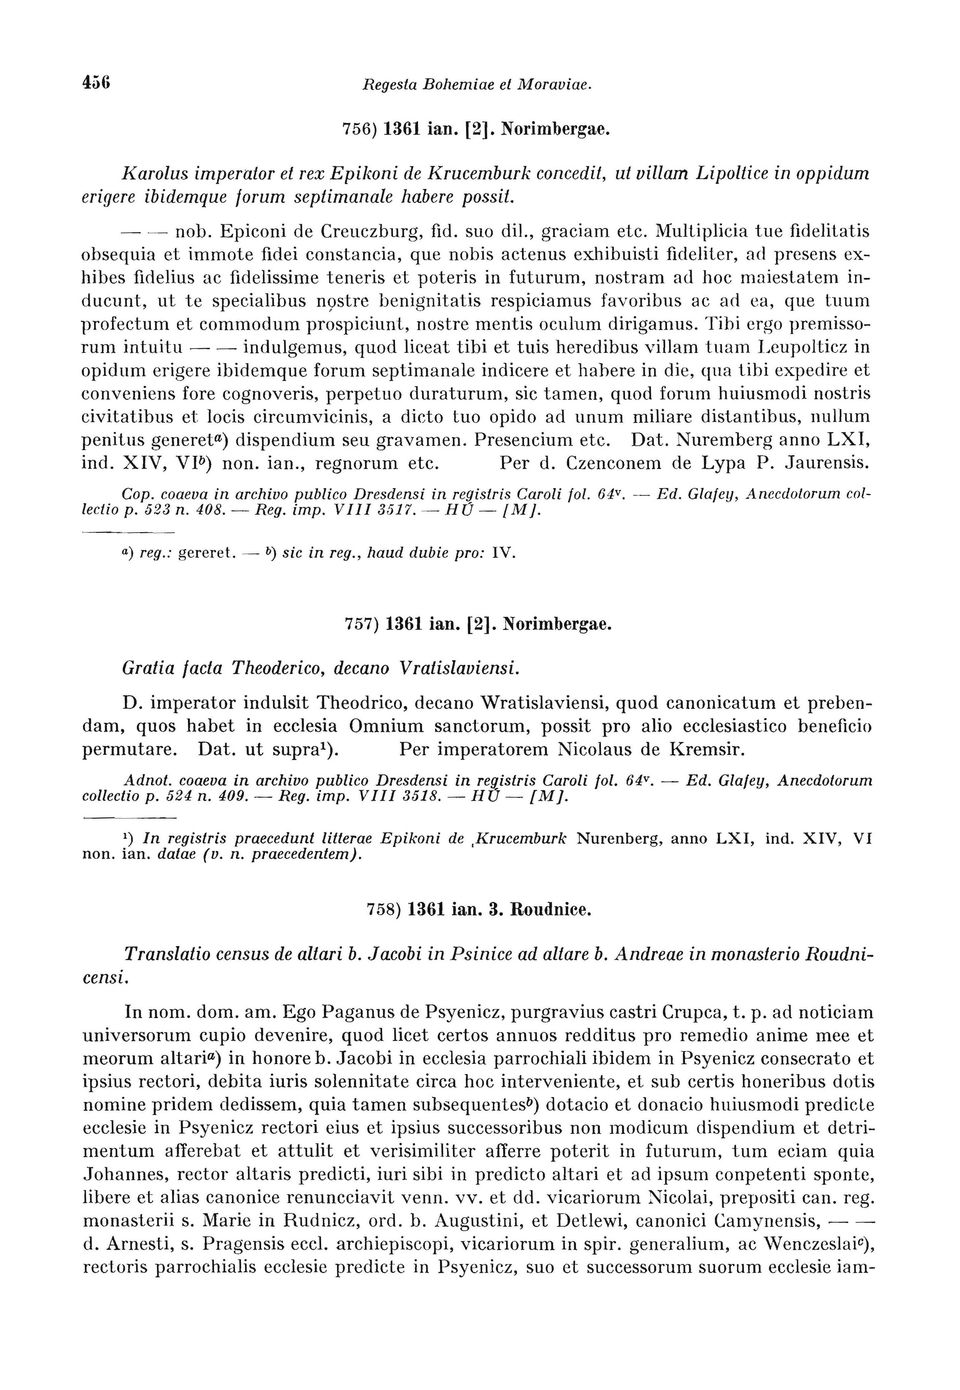 456
Regesta Bohemiae et Moraviae.
756) 1361 ian. [2]. Norimbergae.
Karolus imperator et rex Epikoni de Krucemburk concedit, ut villam Lipoltice in oppidum
erigere ibidemque forum septimanale habere possit.
— — nob. Epiconi de Creuczburg, fid. suo dil., graciam etc. Multiplicia tue fidelitatis
obsequia et immote fidei constancia, que nobis actenus exhibuisti fideliter, ad presens ex-
hibes fidelius ac fidelissime teneris et poteris in futurum, nostram ad hoc maiestatem in-
ducunt, ut te specialibus nostre benignitatis respiciamus favoribus ac ad ea, que tuum
profectum et commodum prospiciunt, nostre mentis oculum dirigamus. Tibi ergo premisso-
rum intuitu — — indulgemus, quod liceat tibi et tuis heredibus villam tuam Leupolticz in
opidum erigere ibidemque forum septimanale indicere et habere in die, qua tibi expedire et
conveniens fore cognoveris, perpetuo duraturum, sic tamen, quod forum huiusmodi nostris
civitatibus et locis circumvicinis, a dicto tuo opido ad unum miliare distantibus, nullum
penitus generet a) dispendium seu gravamen. Presencium etc. Dat. Nuremberg anno LXI,
ind. XIV, VI b) non. ian., regnorum etc. Per d. Czenconem de Lypa P. Jaurensis.
Cop. coaeva in archivo publico Dresdensi in registris Caroli fol. 64v. — Ed. Glafey, Anecdotorum col-
lectio p. 523 n. 408. — Reg. imp. VIII 3517. — HÚ — [M].
a) reg.: gereret. — b) sic in reg., haud dubie pro: IV.
757) 1361 ian. [2]. Norimbergae.
Gratia facta Theoderico, decano Vratislaviensi.
D. imperator indulsit Theodrico, decano Wratislaviensi, quod canonicatum et preben-
dam, quos habet in ecclesia Omnium sanctorum, possit pro alio ecclesiastico beneficio
permutare. Dat. ut supra 1). Per imperatorem Nicolaus de Kremsir.
Adnot. coaeva in archivo publico Dresdensi in registris Caroli fol. 64v. — Ed. Glafey, Anecdotorum
collectio p. 524 n. 409. — Reg. imp. VIII 3518. — HÚ — [M].
1) In registris praecedunt litterae Epikoni de Krucemburk Nurenberg, anno LXI, ind. XIV, VI
non. ian. datae (v. n. praecedentem).
758) 1361 ian. 3. Roudnice.
Translatio census de altari b. Jacobi in Psinice ad altare b. Andreae in monasterio Roudni-
censi.
In nom. dom. am. Ego Paganus de Psyenicz, purgravius castri Crupca, t. p. ad noticiam
universorum cupio devenire, quod licet certos annuos redditus pro remedio anime mee et
meorum altari a) in honore b. Jacobi in ecclesia parrochiali ibidem in Psyenicz consecrato et
ipsius rectori, debita iuris solennitate circa hoc interveniente, et sub certis honeribus dotis
nomine pridem dedissem, quia tamen subsequentes b) dotacio et donacio huiusmodi predicte
ecclesie in Psyenicz rectori eius et ipsius successoribus non modicum dispendium et detri-
mentum afferebat et attulit et verisimiliter afferre poterit in futurum, tum eciam quia
Johannes, rector altaris predicti, iuri sibi in predicto altari et ad ipsum conpetenti sponte,
libere et alias canonice renuncciavit venn. vv. et dd. vicariorum Nicolai, prepositi can. reg.
monasterii s. Marie in Rudnicz, ord. b. Augustini, et Detlewi, canonici Camynensis, — —
d. Arnesti, s. Pragensis eccl. archiepiscopi, vicariorum in spir. generalium, ac Wenczeslai c),
rectoris parrochialis ecclesie predicte in Psyenicz, suo et successorum suorum ecclesie iam-